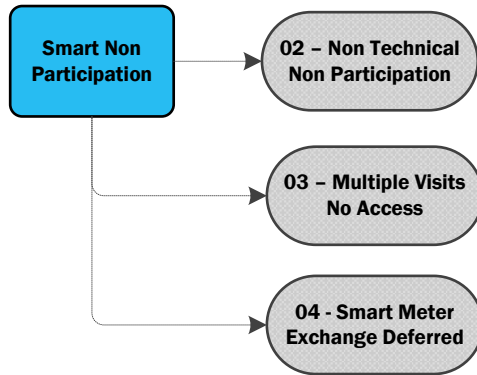 Smart Non
Participation
02 – Non Technical
Non Participation
03 – Multiple Visits
No Access
04 - Smart Meter
Exchange Deferred